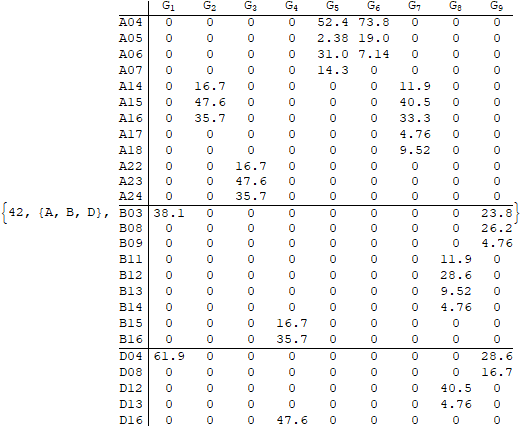 G₁ G₂ G₃ G₄ G₅ G₆ G₇ G₈ G₉
A04 0 0 0 0 52.4 73.8 0 0 0
A05 0 0 0 0 2.38 19.0 0 0 0
A06 0 0 0 0 31.0 7.14 0 0 0
A07 0 0 0 0 14.3 0 0 0 0
A14 0 16.7 0 0 0 0 11.9 0 0
A15 0 47.6 0 0 0 0 40.5 0 0
A16 0 35.7 0 0 0 0 33.3 0 0
A17 0 0 0 0 0 0 4.76 0 0
A18 0 0 0 0 0 0 9.52 0 0
A22 0 0 16.7 0 0 0 0 0 0
A23 0 0 47.6 0 0 0 0 0 0
A24 0 0 35.7 0 0 0 0 0 0
{42, {A, B, D}, B03 38.1 0 0 0 0 0 0 0 23.8}
B08 0 0 0 0 0 0 0 0 26.2
B09 0 0 0 0 0 0 0 0 4.76
B11 0 0 0 0 0 0 0 11.9 0
B12 0 0 0 0 0 0 0 28.6 0
B13 0 0 0 0 0 0 0 9.52 0
B14 0 0 0 0 0 0 0 4.76 0
B15 0 0 0 16.7 0 0 0 0 0
B16 0 0 0 35.7 0 0 0 0 0
D04 61.9 0 0 0 0 0 0 0 28.6
D08 0 0 0 0 0 0 0 0 16.7
D12 0 0 0 0 0 0 0 40.5 0
D13 0 0 0 0 0 0 0 4.76 0
D16 0 0 0 47.6 0 0 0 0 0